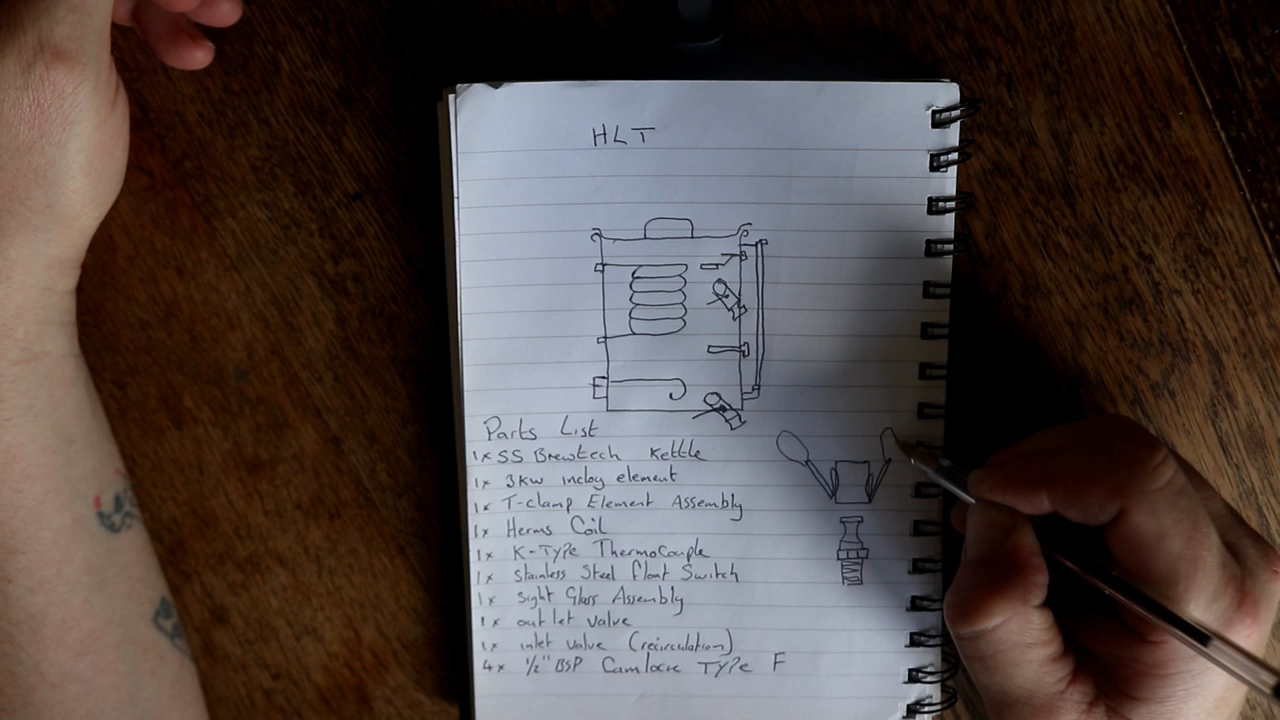 HLT
Parts List
1x SS Brewtech Kettle
1x 3kw incloy element
1x T-clamp Element Assembly
1x Herms Coil
1x K-Type ThermoCouple
1x Stainless Steel float Switch
1x Sight Glass Assembly
1x outlet valve
1x inlet valve (recirculation)
4x 1/2" BSP Camlock TYPE F